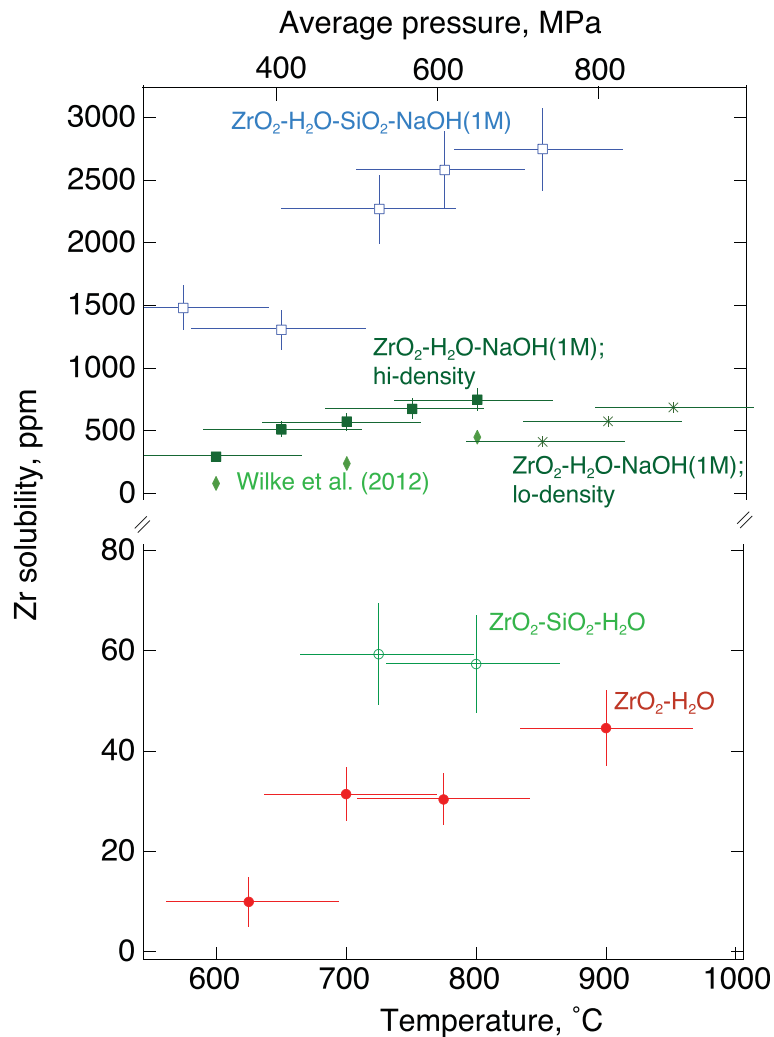 Average pressure, MPa
400 600 800
ZrO₂-H₂O-SiO₂-NaOH(1M)
3000
2500
2000
1500
1000
500
0
ZrO₂-H₂O-NaOH(1M);
hi-density
Wilke et al. (2012)
ZrO₂-H₂O-NaOH(1M);
lo-density
Zr solubility, ppm
80
60
40
20
0
ZrO₂-SiO₂-H₂O
ZrO₂-H₂O
600 700 800 900 1000
Temperature, ˚C